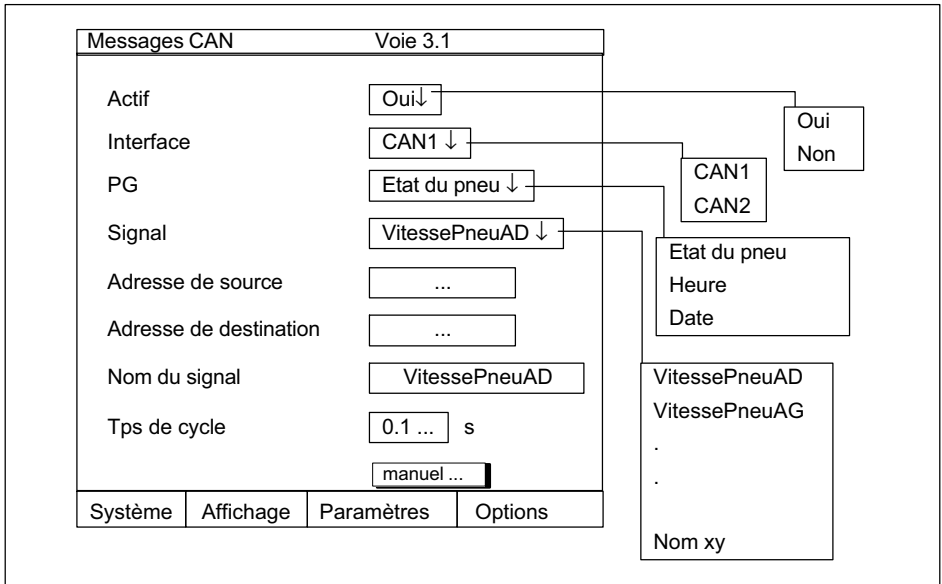 Messages CAN Voie 3.1
Actif Oui↓
Interface CAN1 ↓
PG Etat du pneu ↓
Signal VitessePneuAD ↓
Adresse de source ...
Adresse de destination ...
Nom du signal VitessePneuAD
Tps de cycle 0.1 ... s
manuel ...
Système Affichage Paramètres Options
Oui
Non
CAN1
CAN2
Etat du pneu
Heure
Date
VitessePneuAD
VitessePneuAG
.
.
Nom xy